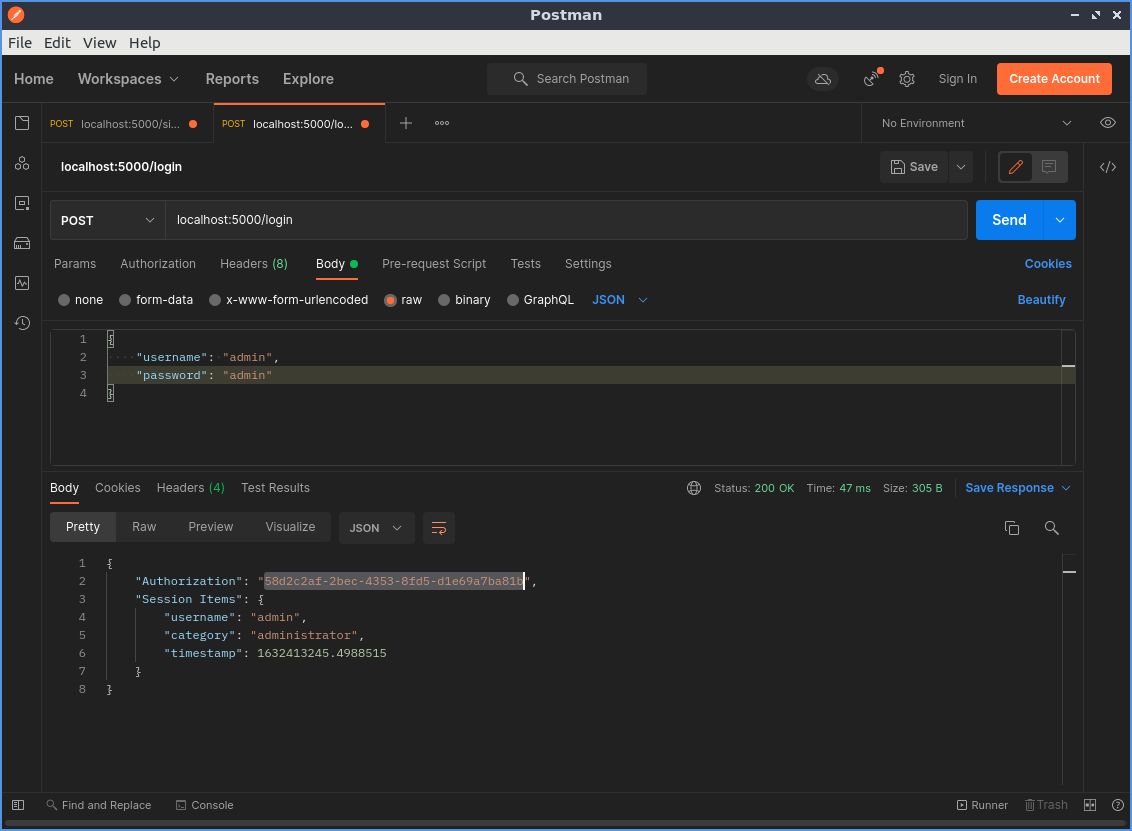 Postman
File Edit View Help
Home Workspaces Reports Explore Search Postman Sign In Create Account
POST localhost:5000/si... POST localhost:5000/lo... No Environment
localhost:5000/login Save
POST localhost:5000/login Send
Params Authorization Headers (8) Body Pre-request Script Tests Settings Cookies
none form-data x-www-form-urlencoded raw binary GraphQL JSON Beautify
1 {
2 "username": "admin",
3 "password": "admin"
4 }
Body Cookies Headers (4) Test Results Status: 200 OK Time: 47 ms Size: 305 B Save Response
Pretty Raw Preview Visualize JSON
1 {
2 "Authorization": "58d2c2af-2bec-4353-8fd5-d1e69a7ba81b",
3 "Session Items": {
4 "username": "admin",
5 "category": "administrator",
6 "timestamp": 1632413245.4988515
7 }
8 }
Find and Replace Console Runner Trash